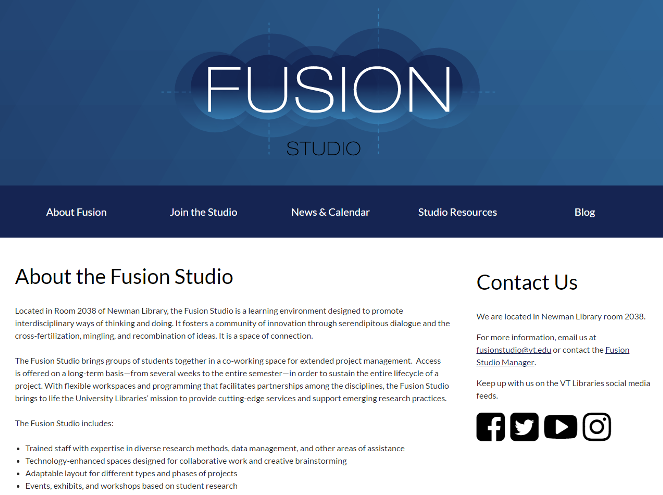 FUSION
STUDIO
About Fusion
Join the Studio
News & Calendar
Studio Resources
Blog
About the Fusion Studio
Located in Room 2038 of Newman Library, the Fusion Studio is a learning environment designed to promote
interdisciplinary ways of thinking and doing. It fosters a community of innovation through serendipitous dialogue and the
cross-fertilization, mingling, and recombination of ideas. It is a space of connection.
The Fusion Studio brings groups of students together in a co-working space for extended project management. Access
is offered on a long-term basis—from several weeks to the entire semester—in order to sustain the entire lifecycle of a
project. With flexible workspaces and programming that facilitates partnerships among the disciplines, the Fusion Studio
brings to life the University Libraries' mission to provide cutting-edge services and support emerging research practices.
The Fusion Studio includes:
• Trained staff with expertise in diverse research methods, data management, and other areas of assistance
• Technology-enhanced spaces designed for collaborative work and creative brainstorming
• Adaptable layout for different types and phases of projects
• Events, exhibits, and workshops based on student research
Contact Us
We are located in Newman Library room 2038.
For more information, email us at
fusionstudio@vt.edu or contact the Fusion
Studio Manager.
Keep up with us on the VT Libraries social media
feeds.